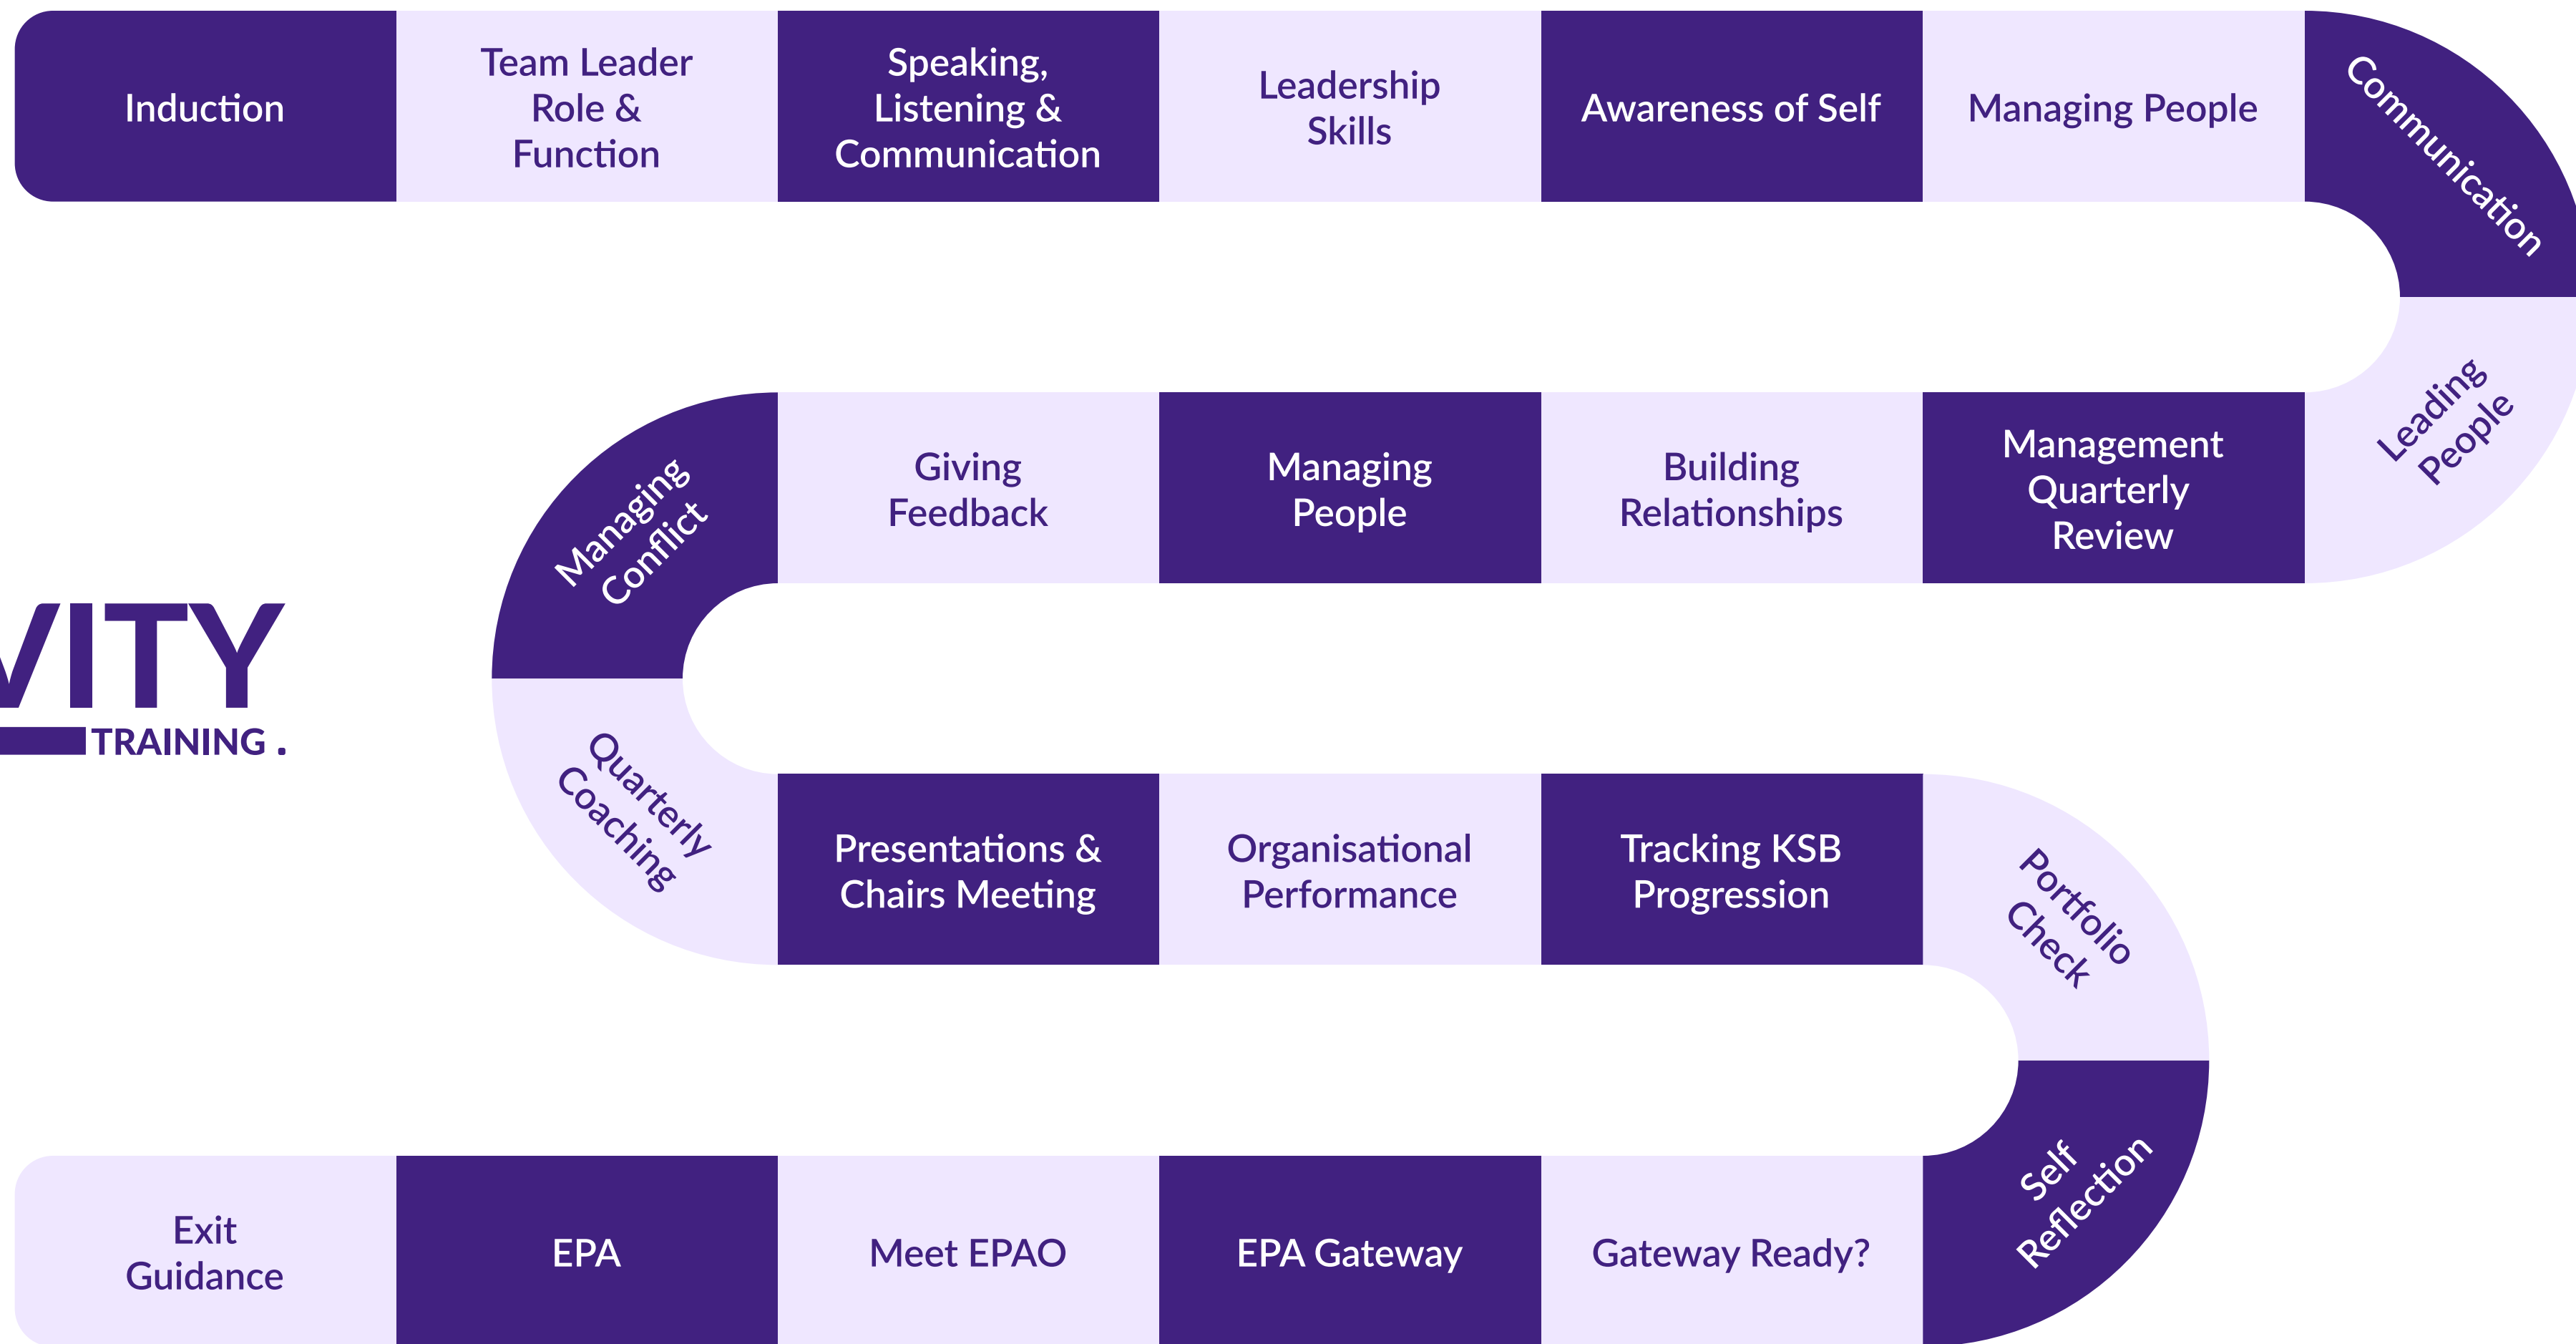 Induction
Team Leader
Role &
Function
Speaking,
Listening &
Communication
Leadership
Skills
Awareness of Self
Managing People
Communication
Leading
People
Management
Quarterly
Review
Building
Relationships
Managing
People
Giving
Feedback
Managing
Conflict
VITY
TRAINING .
Quarterly
Coaching
Presentations &
Chairs Meeting
Organisational
Performance
Tracking KSB
Progression
Portfolio
Check
Self
Reflection
Gateway Ready?
EPA Gateway
Meet EPAO
EPA
Exit
Guidance